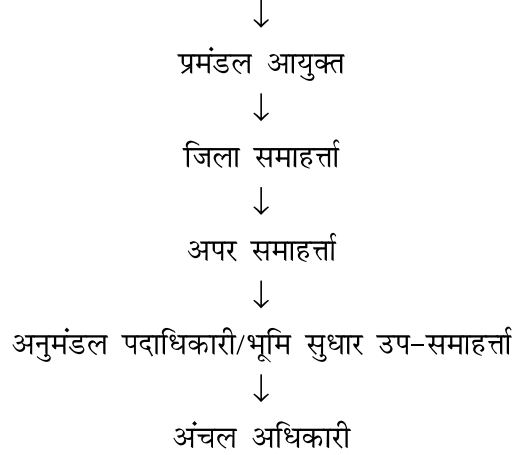 ↓
प्रमंडल आयुक्त
↓
जिला समाहर्त्ता
↓
अपर समाहर्त्ता
↓
अनुमंडल पदाधिकारी/भूमि सुधार उप-समाहर्त्ता
↓
अंचल अधिकारी